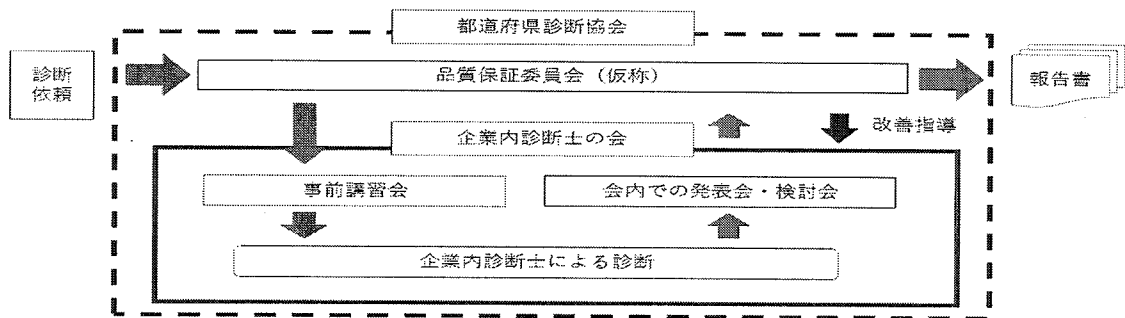 都道府県診断協会
診断
依頼
品質保証委員会（仮称）
報告書
改善指導
企業内診断士の会
事前講習会
会内での発表会・検討会
企業内診断士による診断